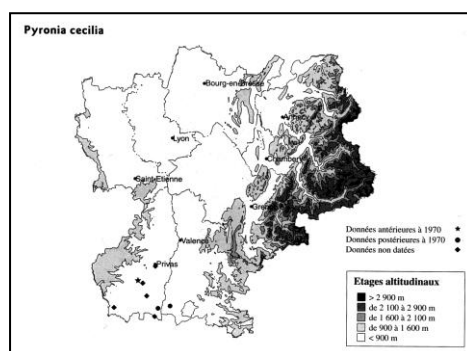 Pyronia cecilia
Bourg-en-Bresse
Annecy
Lyon
Chambéry
Saint-Etienne
Grenoble
Valence
Privas
Données antérieures à 1970
Données postérieures à 1970
Données non datées
Etages altitudinaux
> 2 900 m
de 2 100 à 2 900 m
de 1 600 à 2 100 m
de 900 à 1 600 m
< 900 m